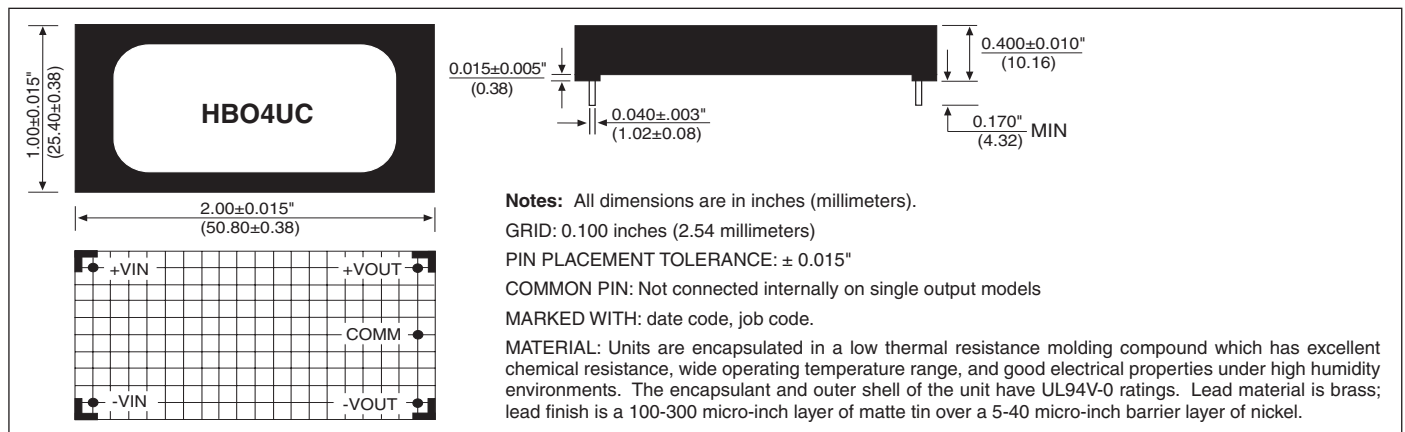 1.00±0.015"
(25.40±0.38)
HBO4UC
2.00±0.015"
(50.80±0.38)
0.015±0.005"
(0.38)
0.040±.003"
(1.02±0.08)
0.400±0.010"
(10.16)
0.170" MIN
(4.32)
+VIN
+VOUT
COMM
-VIN
-VOUT
Notes: All dimensions are in inches (millimeters).
GRID: 0.100 inches (2.54 millimeters)
PIN PLACEMENT TOLERANCE: ± 0.015"
COMMON PIN: Not connected internally on single output models
MARKED WITH: date code, job code.
MATERIAL: Units are encapsulated in a low thermal resistance molding compound which has excellent
chemical resistance, wide operating temperature range, and good electrical properties under high humidity
environments. The encapsulant and outer shell of the unit have UL94V-0 ratings. Lead material is brass;
lead finish is a 100-300 micro-inch layer of matte tin over a 5-40 micro-inch barrier layer of nickel.